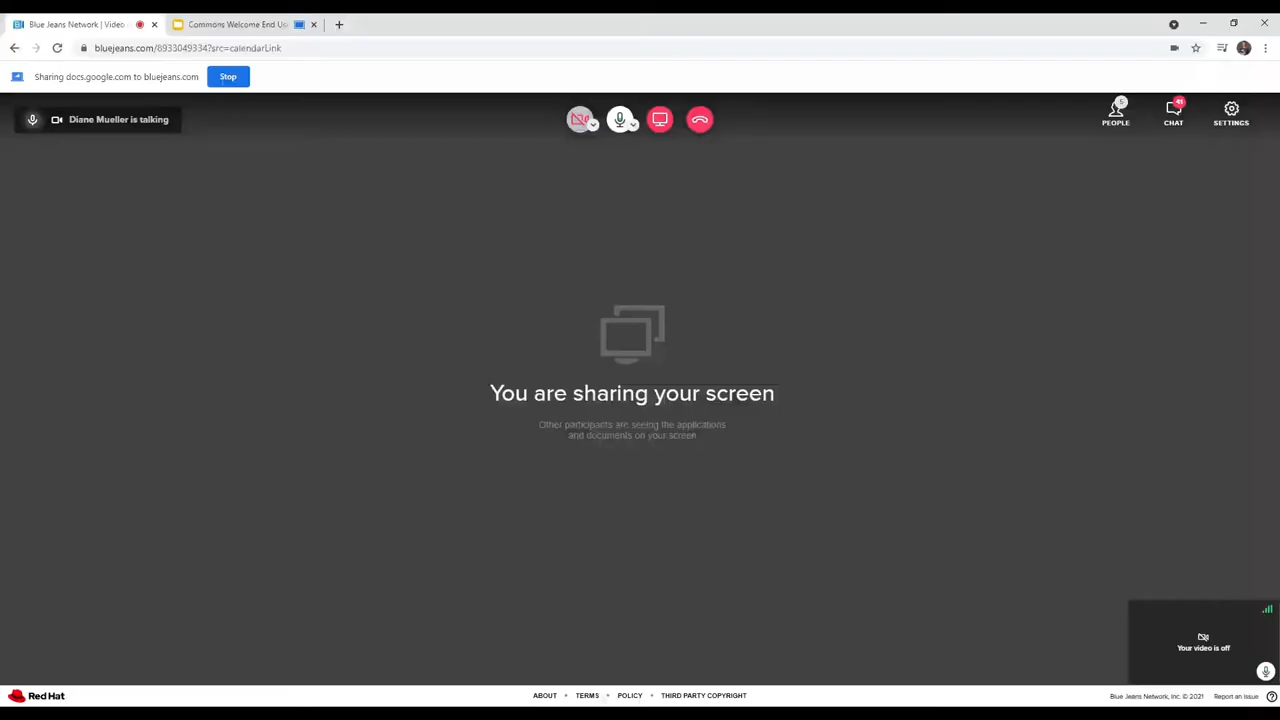 Blue Jeans Network | Video
Commons Welcome End Us
bluejeans.com/8933049334?src=calendarLink
Sharing docs.google.com to bluejeans.com
Stop
Diane Mueller is talking
5
PEOPLE
41
CHAT
SETTINGS
You are sharing your screen
Other participants are seeing the applications
and documents on your screen
Your video is off
Red Hat
ABOUT • TERMS • POLICY • THIRD PARTY COPYRIGHT
Blue Jeans Network, Inc. © 2021 Report an Issue